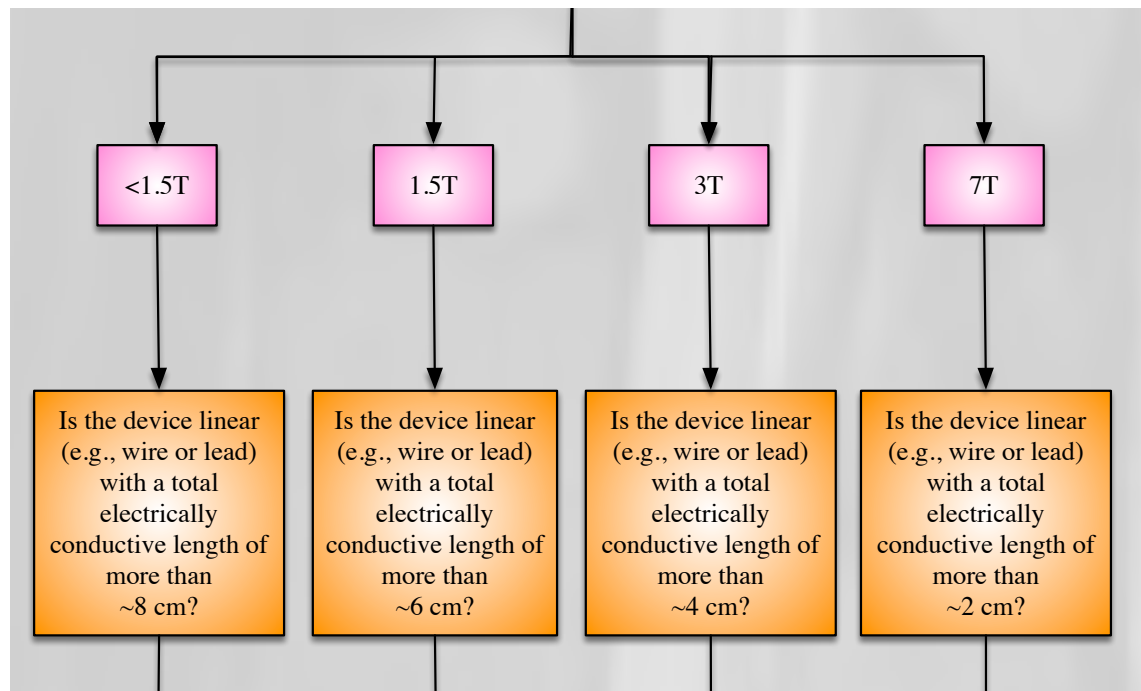 <1.5T
1.5T
3T
7T
Is the device linear
(e.g., wire or lead)
with a total
electrically
conductive length of
more than
~8 cm?
Is the device linear
(e.g., wire or lead)
with a total
electrically
conductive length of
more than
~6 cm?
Is the device linear
(e.g., wire or lead)
with a total
electrically
conductive length of
more than
~4 cm?
Is the device linear
(e.g., wire or lead)
with a total
electrically
conductive length of
more than
~2 cm?